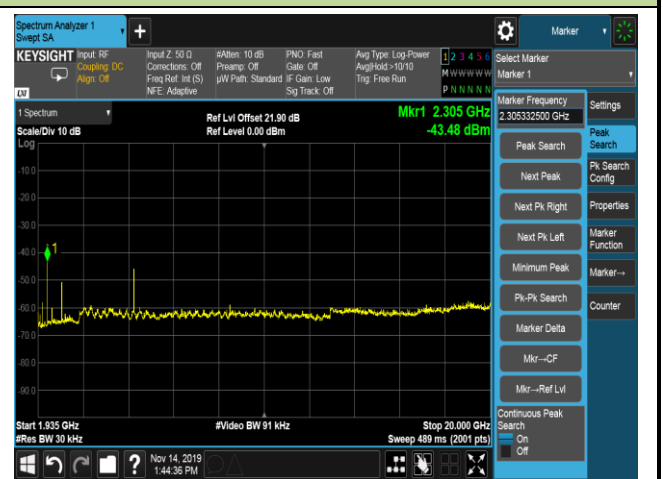 Spectrum Analyzer 1
Swept SA
+
Marker
KEYSIGHT
Input: RF
Coupling: DC
Align: Off
Input Z: 50 Ω
Corrections: Off
Freq Ref: Int (S)
NFE: Adaptive
#Atten: 10 dB
Preamp: Off
µW Path: Standard
PNO: Fast
Gate: Off
IF Gain: Low
Sig Track: Off
Avg Type: Log-Power
Avg|Hold:>10/10
Trig: Free Run
1 2 3 4 5 6
M W W W W W
P N N N N N
LXI
Select Marker
Marker 1
1 Spectrum
Scale/Div 10 dB
Log
Ref Lvl Offset 21.90 dB
Ref Level 0.00 dBm
Mkr1 2.305 GHz
-43.48 dBm
-10.0
-20.0
-30.0
-40.0
-50.0
-60.0
-70.0
-80.0
-90.0
1
Start 1.935 GHz
#Res BW 30 kHz
#Video BW 91 kHz
Stop 20.000 GHz
Sweep 489 ms (2001 pts)
Marker Frequency
2.305332500 GHz
Peak Search
Next Peak
Next Pk Right
Next Pk Left
Minimum Peak
Pk-Pk Search
Marker Delta
Mkr→CF
Mkr→Ref Lvl
Continuous Peak
Search
On
Off
Settings
Peak
Search
Pk Search
Config
Properties
Marker
Function
Marker→
Counter
?
Nov 14, 2019
1:44:36 PM